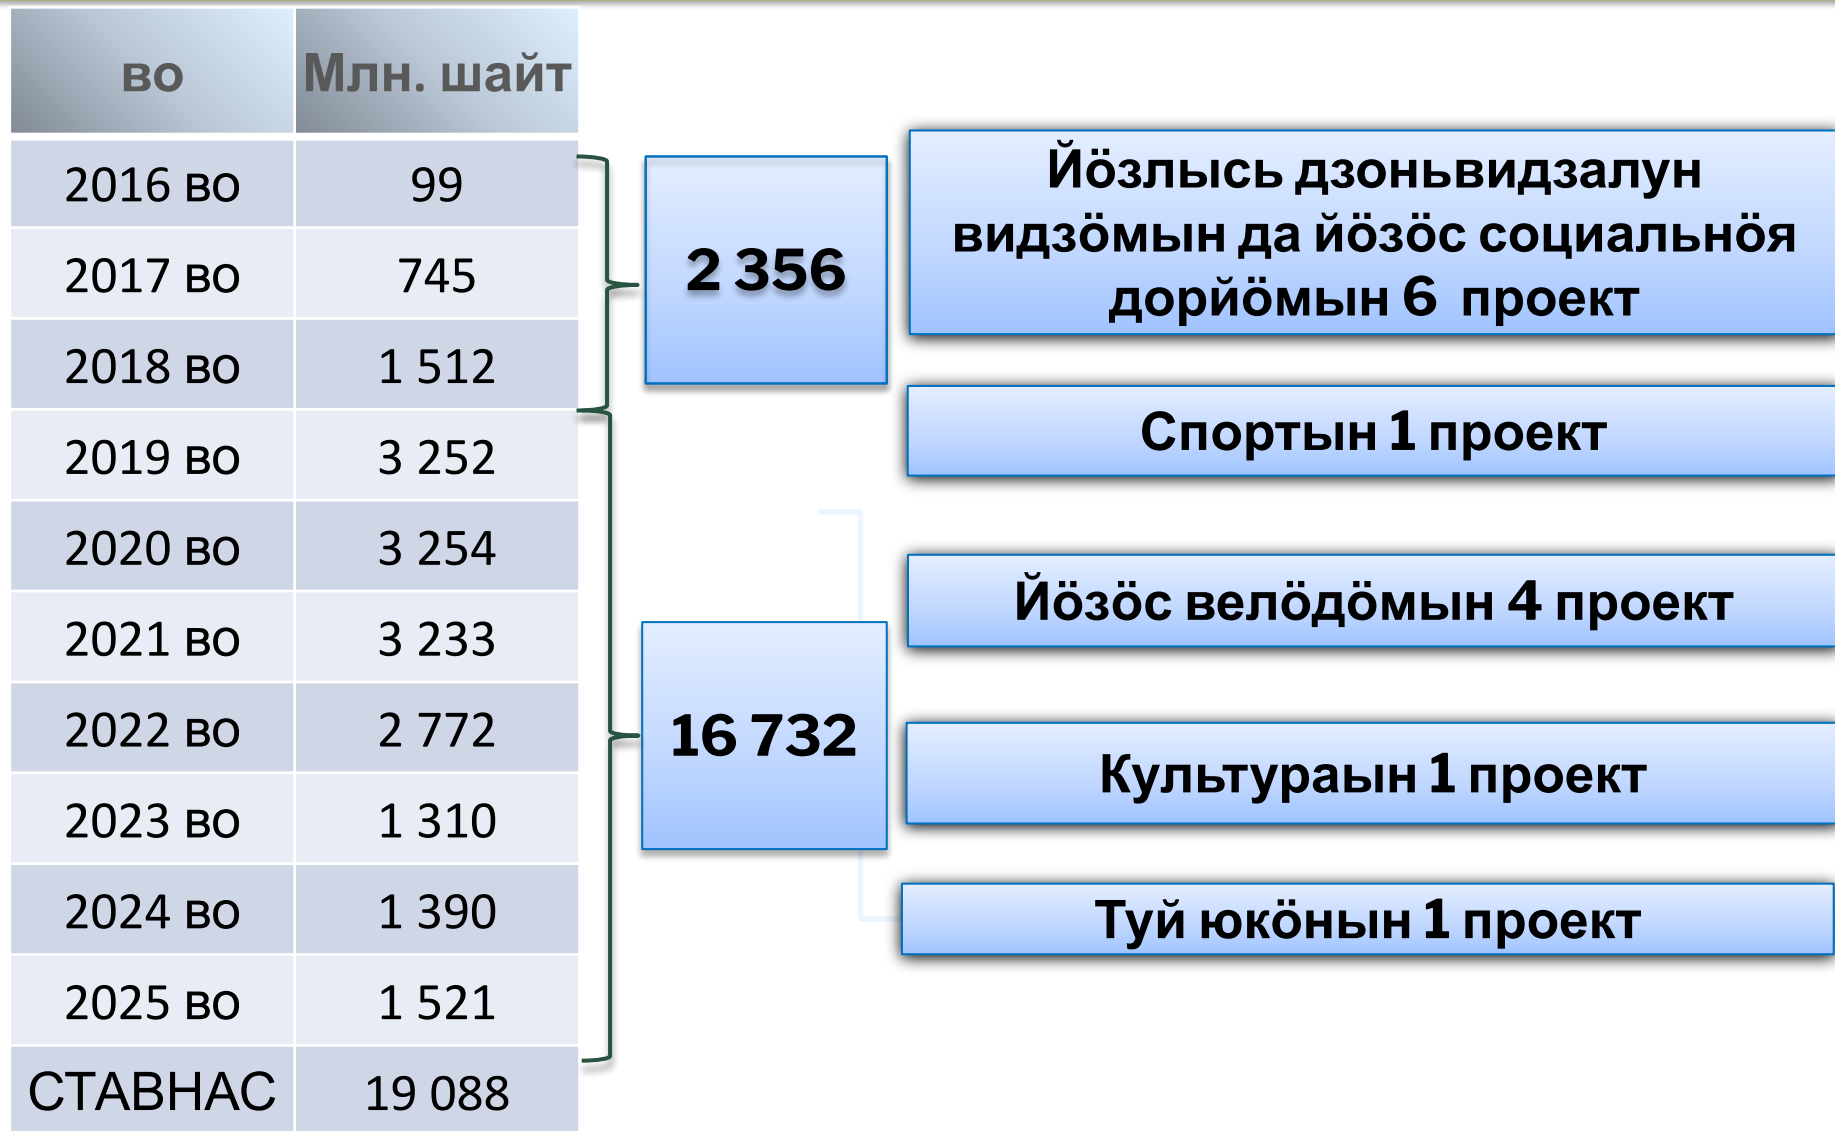 во Млн. шайт
2016 во 99
2017 во 745
2018 во 1 512
2019 во 3 252
2020 во 3 254
2021 во 3 233
2022 во 2 772
2023 во 1 310
2024 во 1 390
2025 во 1 521
СТАВНАС 19 088
2 356
16 732
Йӧзлысь дзоньвидзалун
видзӧмын да йӧзӧс социальнӧя
дорйӧмын 6 проект
Спортын 1 проект
Йӧзӧс велӧдӧмын 4 проект
Культураын 1 проект
Туй юкӧнын 1 проект